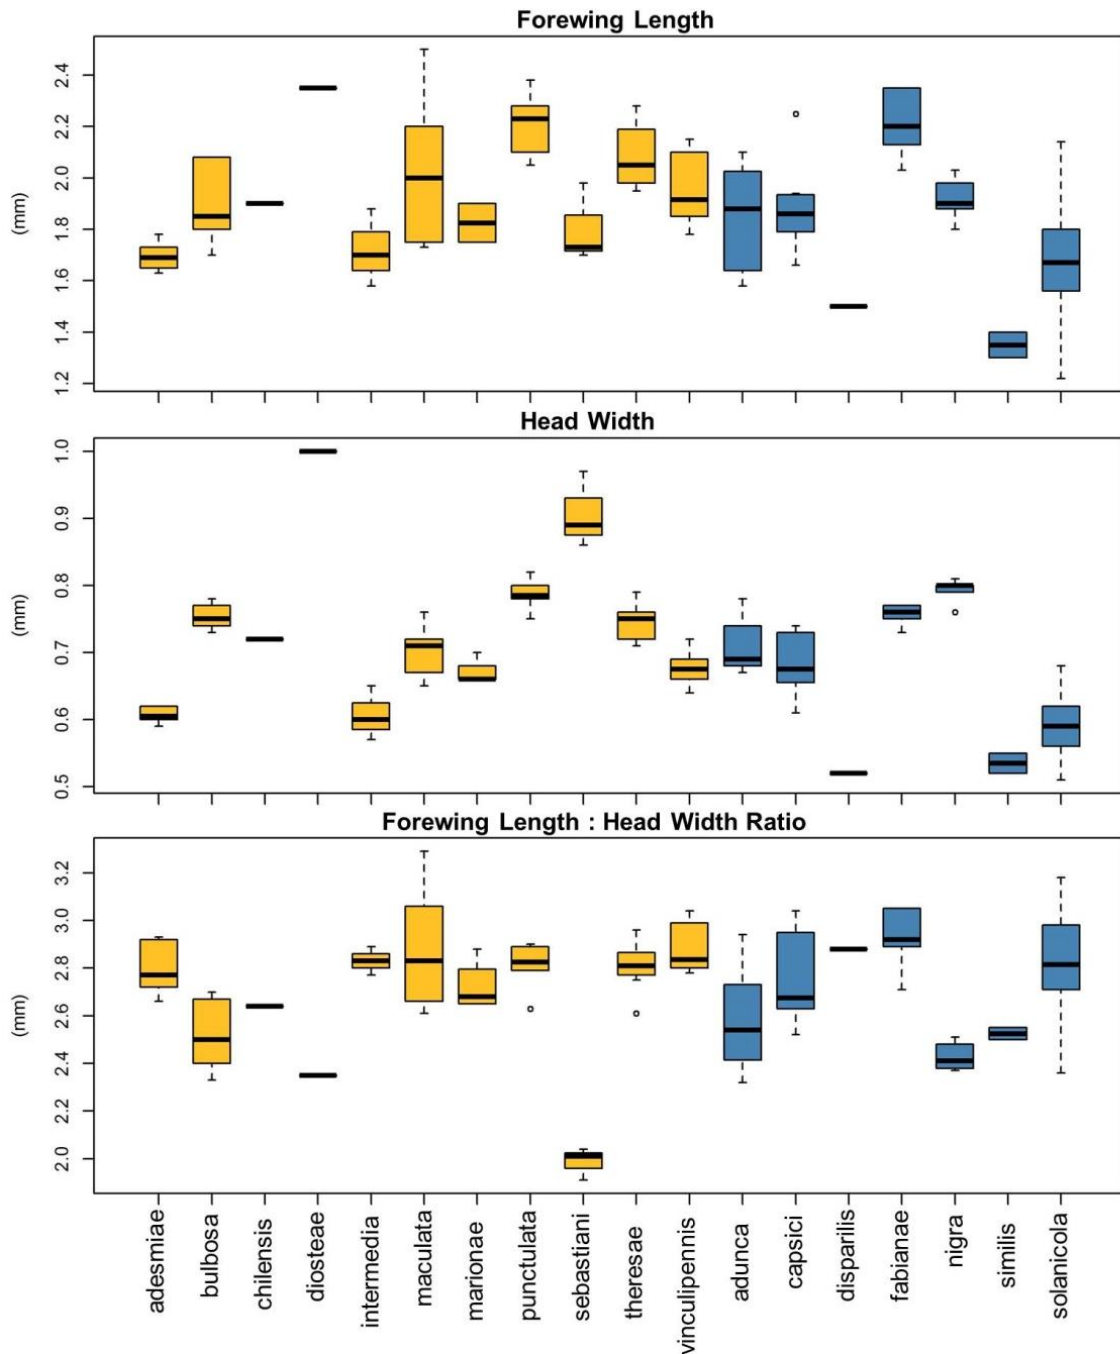 Forewing Length
(mm)
2.4
2.2
2.0
1.8
1.6
1.4
1.2
Head Width
(mm)
1.0
0.9
0.8
0.7
0.6
0.5
Forewing Length : Head Width Ratio
(mm)
3.2
3.0
2.8
2.6
2.4
2.2
2.0
adesmiae
bulbosa
chilensis
diosteae
intermedia
maculata
marionae
punctulata
sebastiani
theresae
vinculipennis
adunca
capsici
disparilis
fabianae
nigra
similis
solanicola